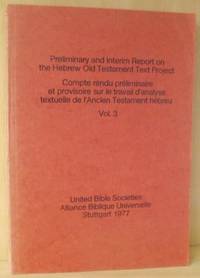 Preliminary and Interim Report on
the Hebrew Old Testament Text Project
Compte rendu préliminaire
et provisoire sur le travail d'analyse
textuelle de l'Ancien Testament hébreu
Vol. 3
United Bible Societies
Alliance Biblique Universelle
Stuttgart 1977